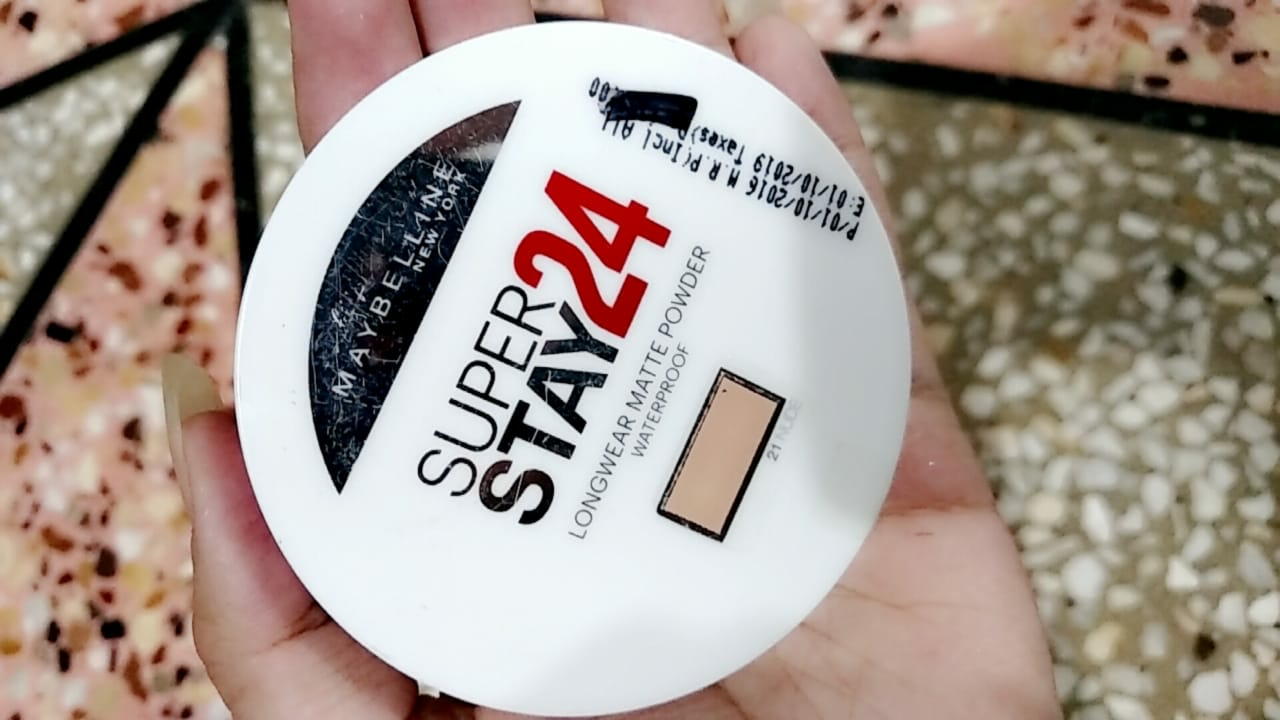 MAYBELLINE
NEW YORK
SUPER
STAY24
LONGWEAR MATTE POWDER
WATERPROOF
21 NUDE
P/01/10/2016 M.R.P(Incl All
E:01/10/2019 Taxes)
.00